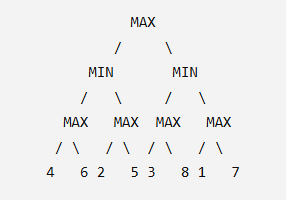 MAX
/ \
MIN MIN
/ \ / \
MAX MAX MAX MAX
/ \ / \ / \ / \
4 6 2 5 3 8 1 7